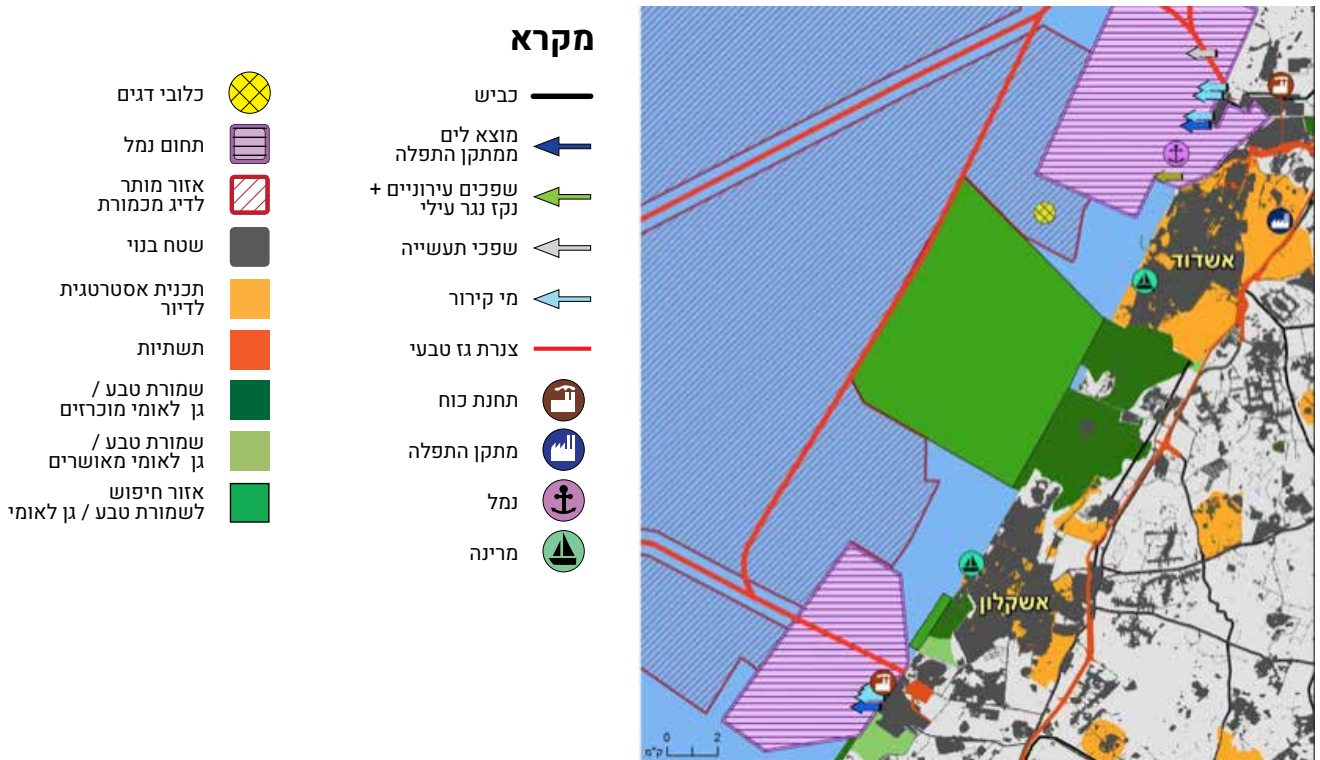 מקרא
כביש
מוצא לים
ממתקן התפלה
שפכים עירוניים +
נקז נגר עילי
שפכי תעשייה
מי קירור
צנרת גז טבעי
תחנת כוח
מתקן התפלה
נמל
מרינה
כלובי דגים
תחום נמל
אזור מותר
לדיג מכמורת
שטח בנוי
תכנית אסטרטגית
לדיור
תשתיות
שמורת טבע /
גן לאומי מוכרזים
שמורת טבע /
גן לאומי מאושרים
אזור חיפוש
לשמורת טבע / גן לאומי
אשדוד
אשקלון
0 2
ק"מ